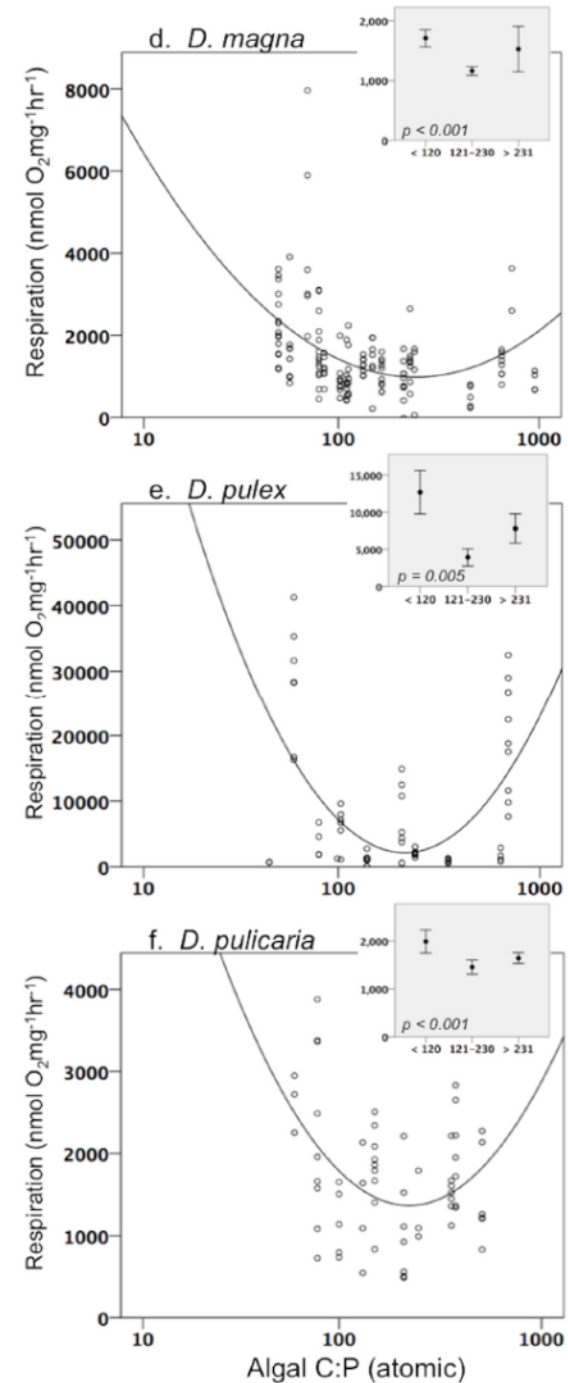 d. D. magna
2,000
1,000
0
p < 0.001
< 120 121–230 > 231
Respiration (nmol O₂mg⁻¹hr⁻¹)
8000
6000
4000
2000
0
10 100 1000
e. D. pulex
15,000
10,000
5,000
0
p = 0.005
< 120 121–230 > 231
Respiration (nmol O₂mg⁻¹hr⁻¹)
50000
40000
30000
20000
10000
0
10 100 1000
f. D. pulicaria
2,000
1,000
0
p < 0.001
< 120 121–230 > 231
Respiration (nmol O₂mg⁻¹hr⁻¹)
4000
3000
2000
1000
0
10 100 1000
Algal C:P (atomic)